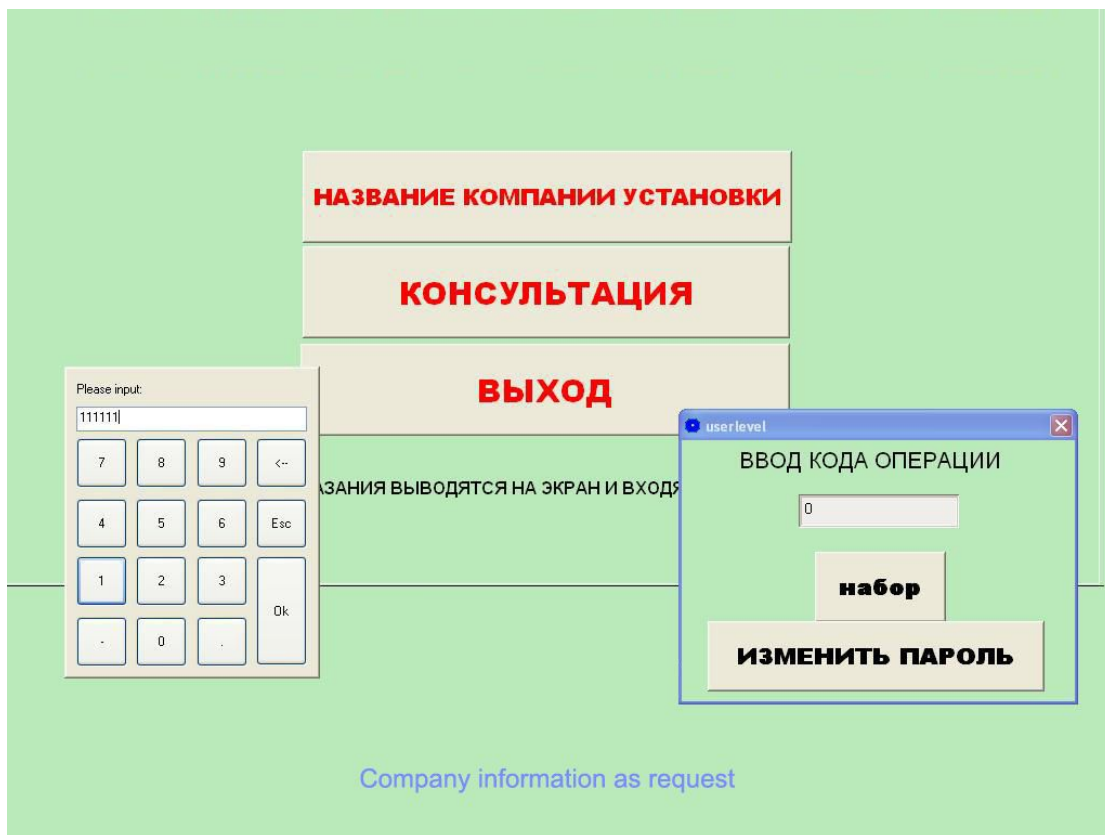 НАЗВАНИЕ КОМПАНИИ УСТАНОВКИ
КОНСУЛЬТАЦИЯ
ВЫХОД
Please input:
111111
7 8 9 <--
4 5 6 Esc
1 2 3
Ok
- 0 .
АЗАНИЯ ВЫВОДЯТСЯ НА ЭКРАН И ВХОДЯ
userlevel
ВВОД КОДА ОПЕРАЦИИ
0
набор
ИЗМЕНИТЬ ПАРОЛЬ
Company information as request